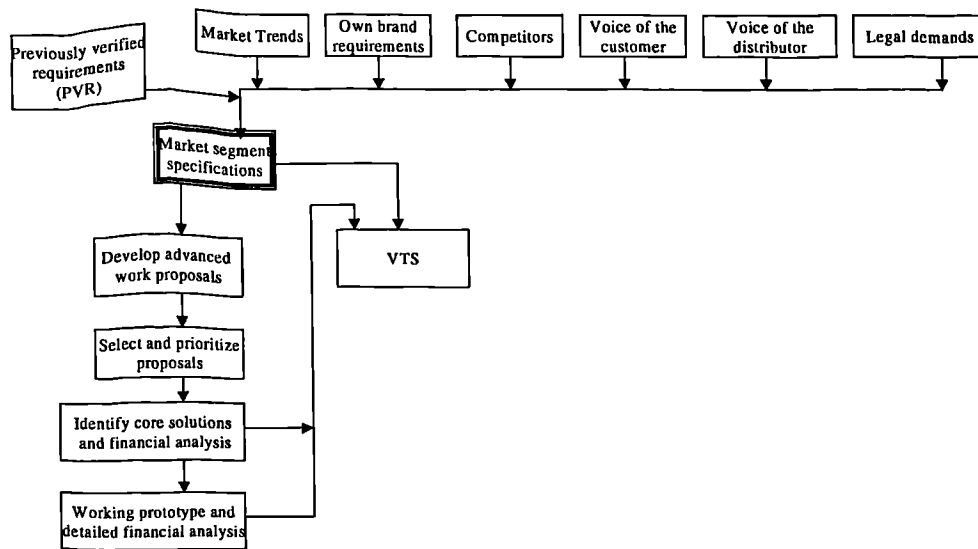 Previously verified
requirements
(PVR)
Market Trends
Own brand
requirements
Competitors
Voice of the
customer
Voice of the
distributor
Legal demands
Market segment
specifications
Develop advanced
work proposals
VTS
Select and prioritize
proposals
Identify core solutions
and financial analysis
Working prototype and
detailed financial analysis